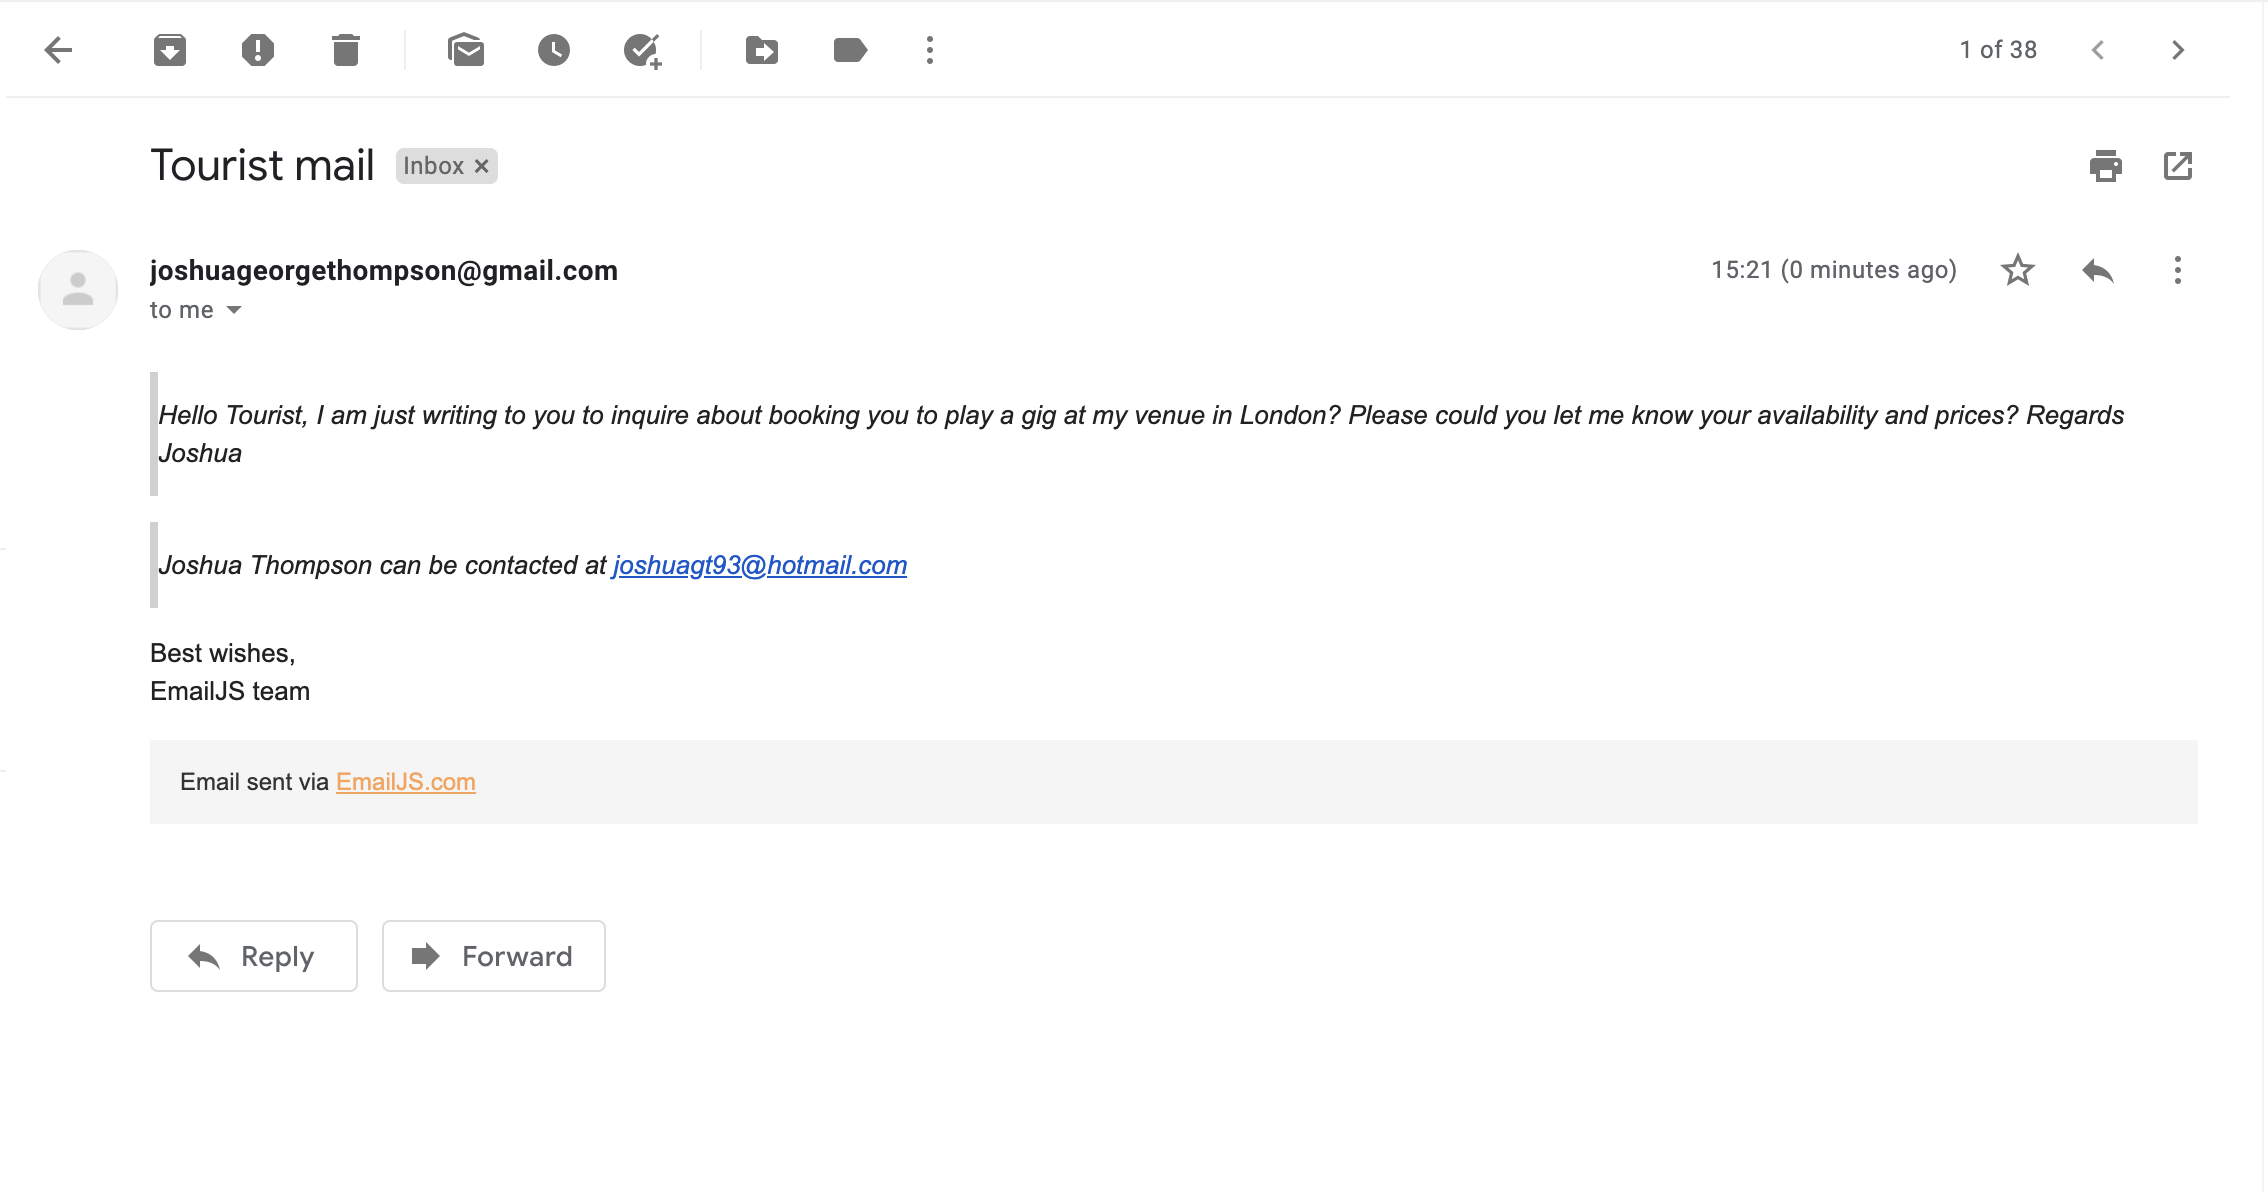 1 of 38
Tourist mail Inbox ×
joshuageorgethompson@gmail.com 15:21 (0 minutes ago)
to me
Hello Tourist, I am just writing to you to inquire about booking you to play a gig at my venue in London? Please could you let me know your availability and prices? Regards
Joshua
Joshua Thompson can be contacted at joshuagt93@hotmail.com
Best wishes,
EmailJS team
Email sent via EmailJS.com
Reply Forward